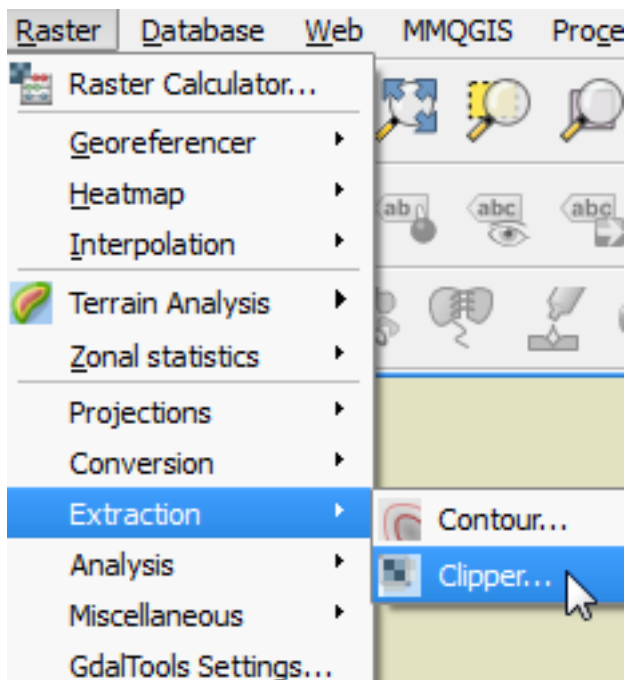 Raster Database Web MMQGIS Proce
Raster Calculator...
Georeferencer
Heatmap
ab abc abc
Interpolation
Terrain Analysis
Zonal statistics
Projections
Conversion
Extraction
Contour...
Analysis
Clipper...
Miscellaneous
GdalTools Settings...